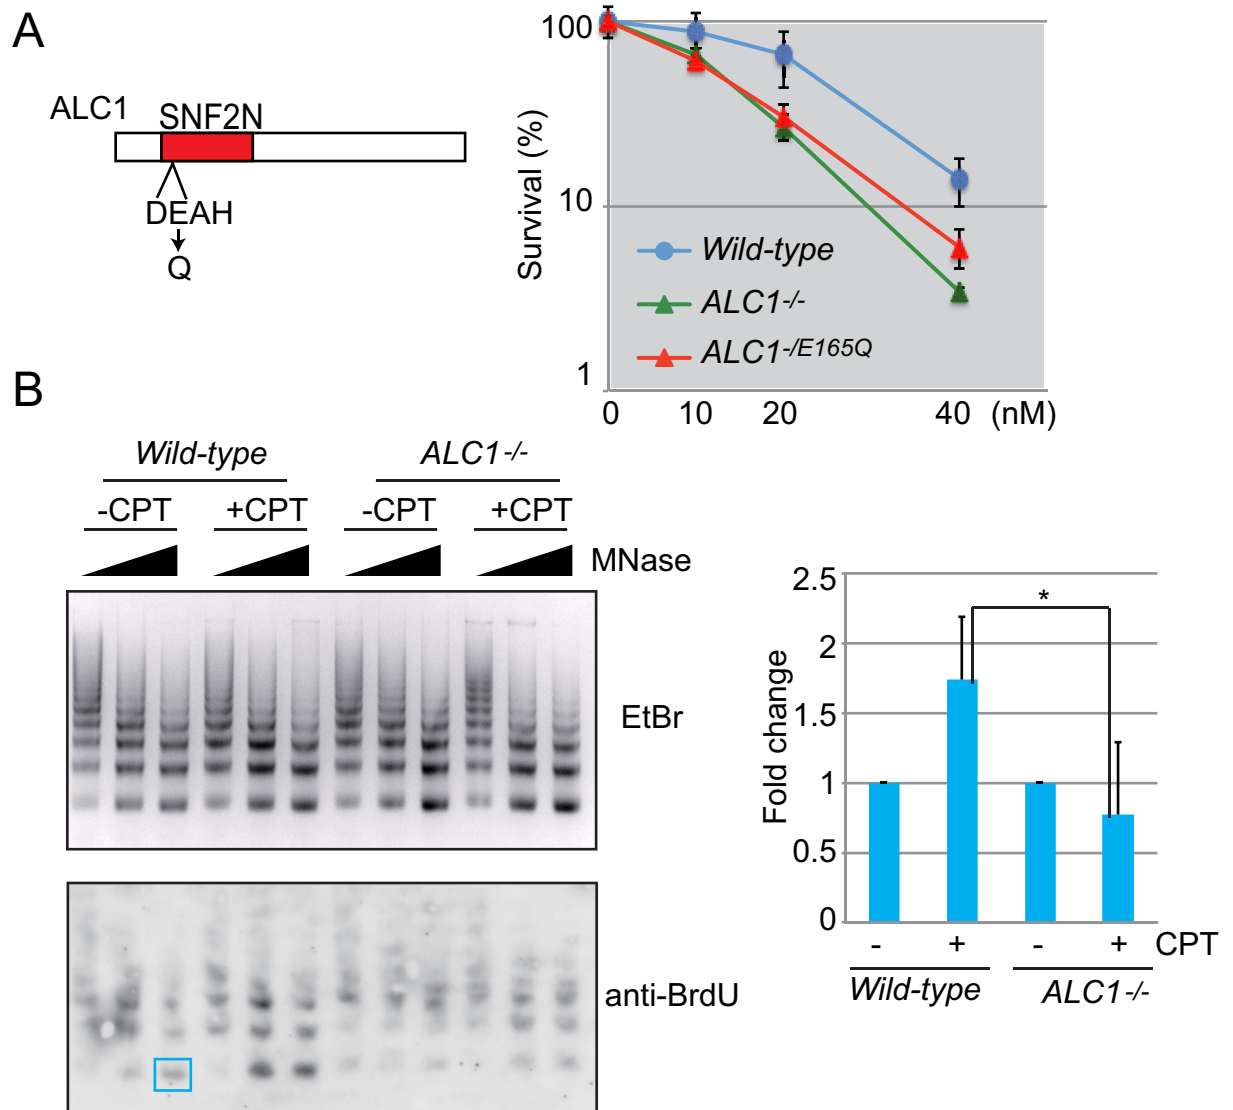 A
ALC1
SNF2N
DEAH
Q
Survival (%)
100
10
1
Wild-type
ALC1-/-
ALC1-/E165Q
0 10 20 40 (nM)
B
Wild-type ALC1-/-
-CPT +CPT -CPT +CPT
MNase
EtBr
anti-BrdU
Fold change
2.5
2
1.5
1
0.5
0
*
- + - + CPT
Wild-type ALC1-/-